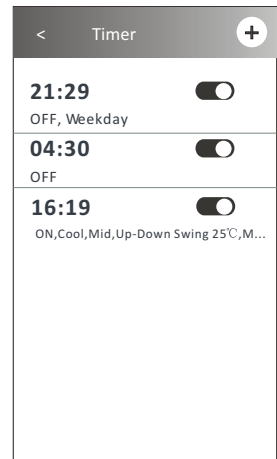 < Timer +
21:29
OFF, Weekday
04:30
OFF
16:19
ON,Cool,Mid,Up-Down Swing 25℃,M...